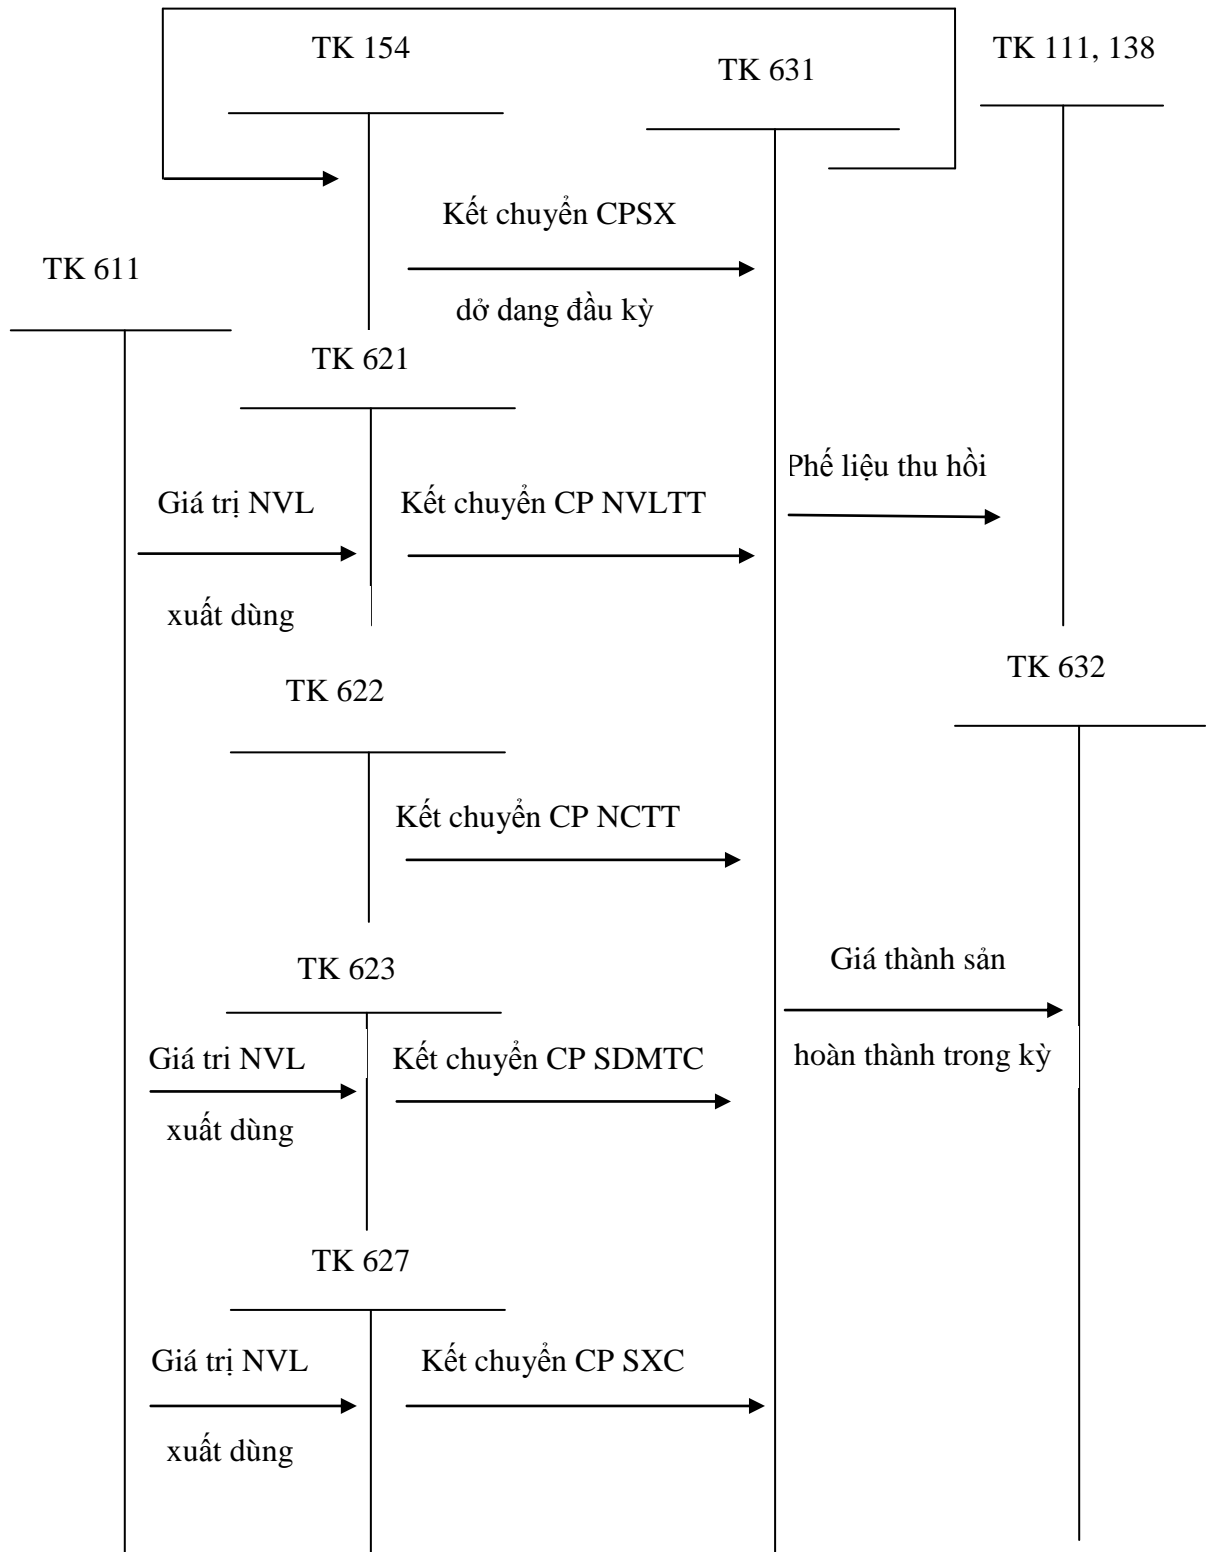 TK 154
TK 631
TK 111, 138
Kết chuyển CPSX
dở dang đầu kỳ
TK 611
TK 621
Giá trị NVL
xuất dùng
Kết chuyển CP NVLTT
Phế liệu thu hồi
TK 622
TK 632
Kết chuyển CP NCTT
TK 623
Giá thành sản
hoàn thành trong kỳ
Giá tri NVL
xuất dùng
Kết chuyển CP SDMTC
TK 627
Giá trị NVL
xuất dùng
Kết chuyển CP SXC